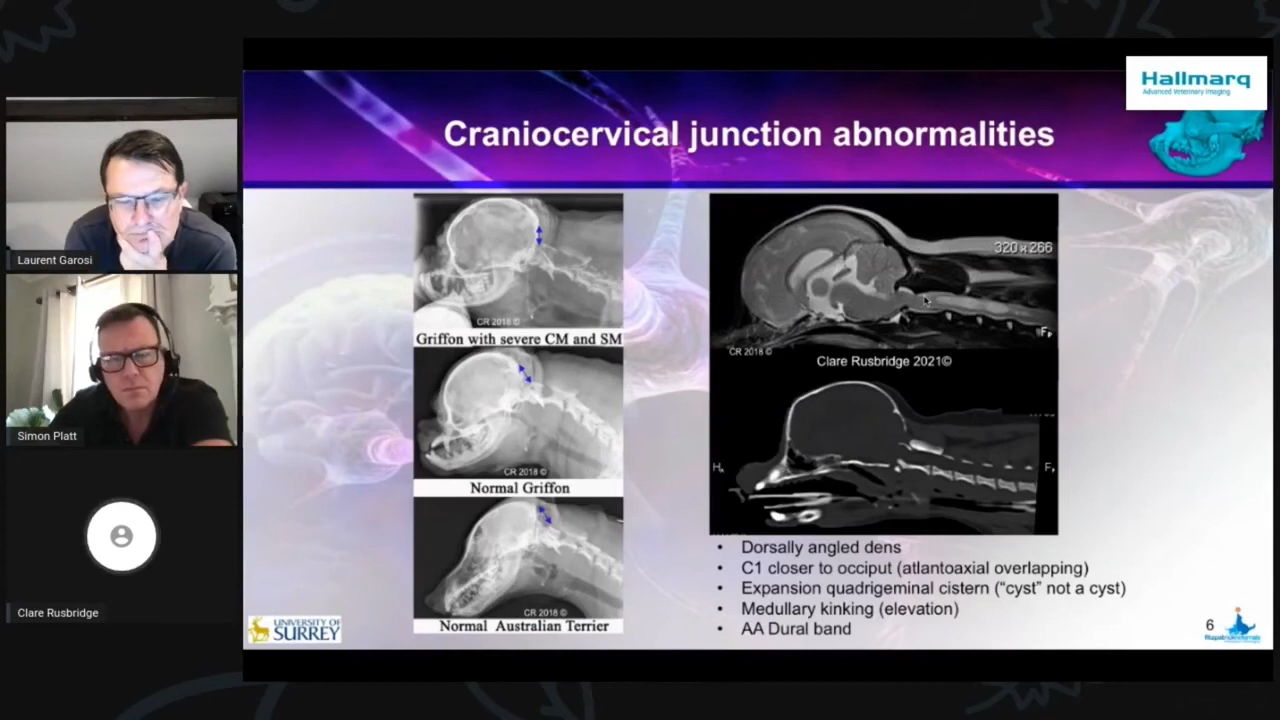 Hallmarq
Advanced Veterinary Imaging
Craniocervical junction abnormalities
Laurent Garosi
Simon Platt
Clare Rusbridge
CR 2018 ©
Griffon with severe CM and SM
CR 2018 ©
Normal Griffon
CR 2018 ©
Normal Australian Terrier
320 x 266
CR 2018 ©
Clare Rusbridge 2021©
• Dorsally angled dens
• C1 closer to occiput (atlantoaxial overlapping)
• Expansion quadrigeminal cistern (“cyst” not a cyst)
• Medullary kinking (elevation)
• AA Dural band
UNIVERSITY OF
SURREY
6